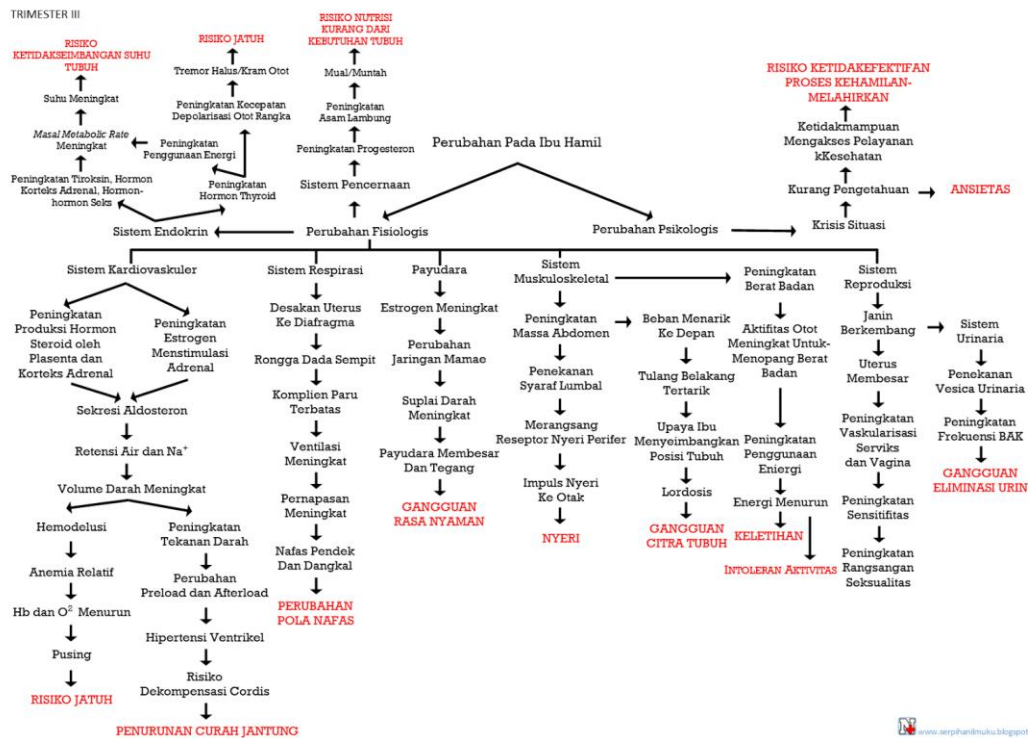 TRIMESTER III
RISIKO
KETIDAKSEIMBANGAN SUHU
TUBUH
Suhu Meningkat
Masal Metabolic Rate
Meningkat
Peningkatan Tiroksin, Hormon
Korteks Adrenal, Hormon-
hormon Seks
RISIKO JATUH
Tremor Halus/Kram Otot
Peningkatan Kecepatan
Depolarisasi Otot Rangka
Peningkatan
Penggunaan Energi
Peningkatan
Hormon Thyroid
Sistem Endokrin
RISIKO NUTRISI
KURANG DARI
KEBUTUHAN TUBUH
Mual/Muntah
Peningkatan
Asam Lambung
Peningkatan Progesteron
Sistem Pencernaan
Perubahan Pada Ibu Hamil
Perubahan Fisiologis
Perubahan Psikologis
RISIKO KETIDAKEFEKTIFAN
PROSES KEHAMILAN-
MELAHIRKAN
Ketidakmampuan
Mengakses Pelayanan
kKesehatan
Kurang Pengetahuan
ANSIETAS
Krisis Situasi
Sistem Kardiovaskuler
Peningkatan
Produksi Hormon
Steroid oleh
Plasenta dan
Korteks Adrenal
Peningkatan
Estrogen
Menstimulasi
Adrenal
Sekresi Aldosteron
Retensi Air dan Na+
Volume Darah Meningkat
Hemodelusi
Anemia Relatif
Hb dan O2 Menurun
Pusing
RISIKO JATUH
Peningkatan
Tekanan Darah
Perubahan
Preload dan Afterload
Hipertensi Ventrikel
Risiko
Dekompensasi Cordis
PENURUNAN CURAH JANTUNG
Sistem Respirasi
Desakan Uterus
Ke Diafragma
Rongga Dada Sempit
Komplien Paru
Terbatas
Ventilasi
Meningkat
Pernapasan
Meningkat
Nafas Pendek
Dan Dangkal
PERUBAHAN
POLA NAFAS
Payudara
Estrogen Meningkat
Perubahan
Jaringan Mamae
Suplai Darah
Meningkat
Payudara Membesar
Dan Tegang
GANGGUAN
RASA NYAMAN
Sistem
Muskuloskeletal
Peningkatan
Massa Abdomen
Penekanan
Syaraf Lumbal
Merangsang
Reseptor Nyeri Perifer
Impuls Nyeri
Ke Otak
NYERI
Beban Menarik
Ke Depan
Tulang Belakang
Tertarik
Upaya Ibu
Menyeimbangkan
Posisi Tubuh
Lordosis
GANGGUAN
CITRA TUBUH
Peningkatan
Berat Badan
Aktifitas Otot
Meningkat Untuk-
Menopang Berat
Badan
Peningkatan
Penggunaan
Eniergi
Energi Menurun
KELETIHAN
INTOLERAN AKTIVITAS
Sistem
Reproduksi
Janin
Berkembang
Uterus
Membesar
Peningkatan
Vaskularisasi
Serviks
dan Vagina
Peningkatan
Sensitifitas
Peningkatan
Rangsangan
Seksualitas
Sistem
Urinaria
Penekanan
Vesica Urinaria
Peningkatan
Frekuensi BAK
GANGGUAN
ELIMINASI URIN
N www.serpihanilmuku.blogspot